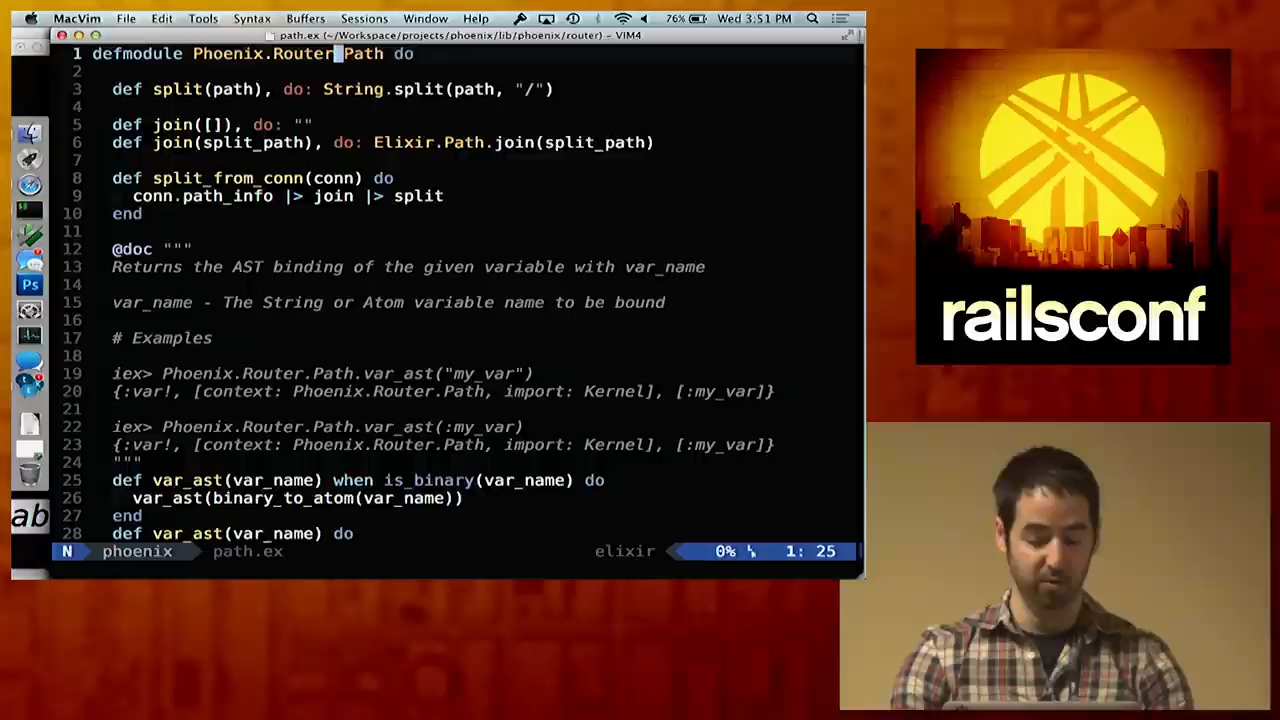 MacVim File Edit Tools Syntax Buffers Sessions Window Help 76% Wed 3:51 PM
path.ex (~/Workspace/projects/phoenix/lib/phoenix/router) - VIM4
1 defmodule Phoenix.Router.Path do
2
3 def split(path), do: String.split(path, "/")
4
5 def join([]), do: ""
6 def join(split_path), do: Elixir.Path.join(split_path)
7
8 def split_from_conn(conn) do
9 conn.path_info |> join |> split
10 end
11
12 @doc """
13 Returns the AST binding of the given variable with var_name
14
15 var_name - The String or Atom variable name to be bound
16
17 # Examples
18
19 iex> Phoenix.Router.Path.var_ast("my_var")
20 {:var!, [context: Phoenix.Router.Path, import: Kernel], [:my_var]}
21
22 iex> Phoenix.Router.Path.var_ast(:my_var)
23 {:var!, [context: Phoenix.Router.Path, import: Kernel], [:my_var]}
24 """
25 def var_ast(var_name) when is_binary(var_name) do
26 var_ast(binary_to_atom(var_name))
27 end
28 def var_ast(var_name) do
N phoenix path.ex elixir 0% 1: 25
Ps
ab
railsconf